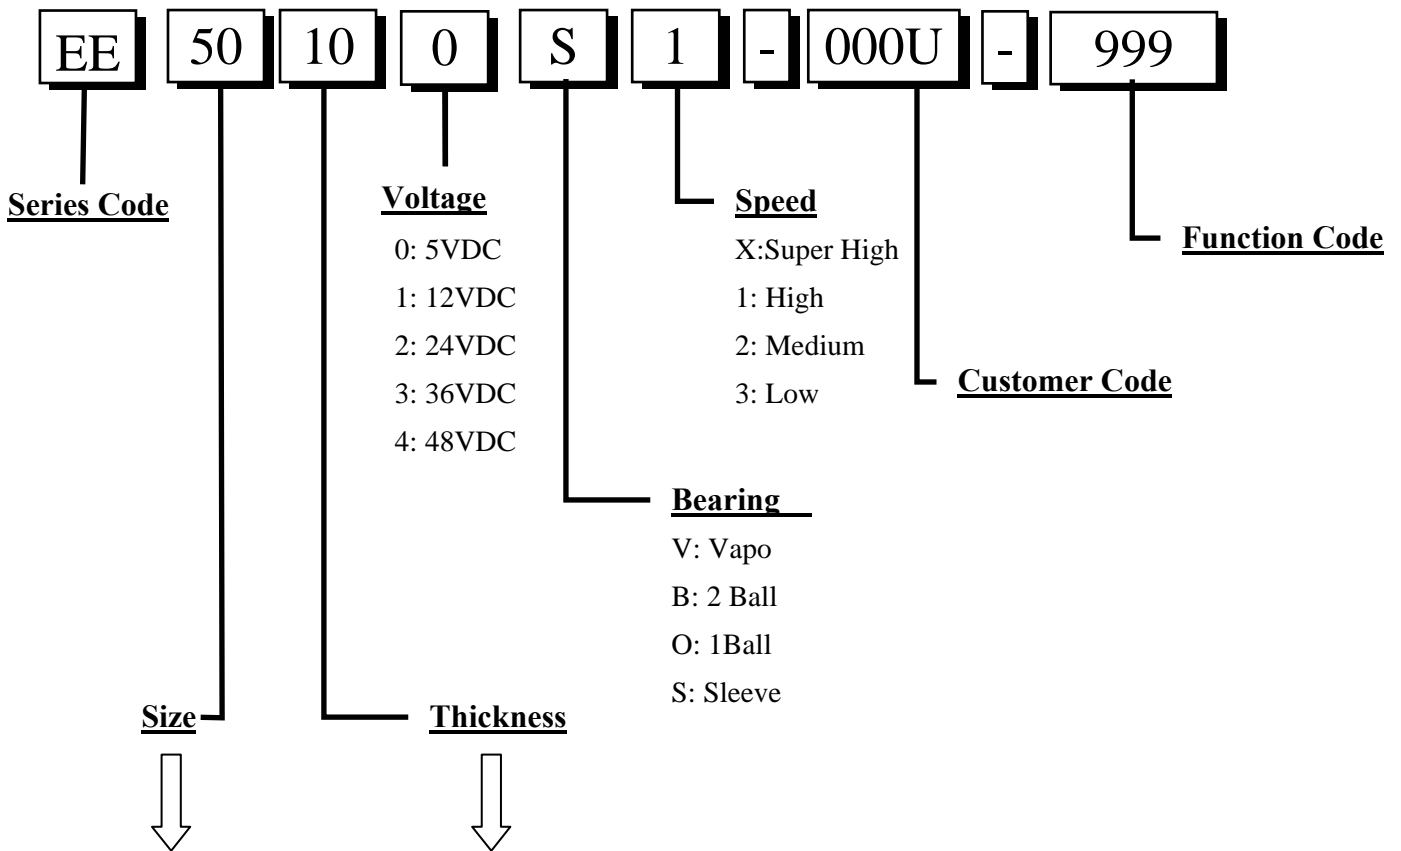 EE 50 10 0 S 1 - 000U - 999
Series Code
Voltage
0: 5VDC
1: 12VDC
2: 24VDC
3: 36VDC
4: 48VDC
Speed
X:Super High
1: High
2: Medium
3: Low
Function Code
Customer Code
Bearing
V: Vapo
B: 2 Ball
O: 1Ball
S: Sleeve
Size
Thickness